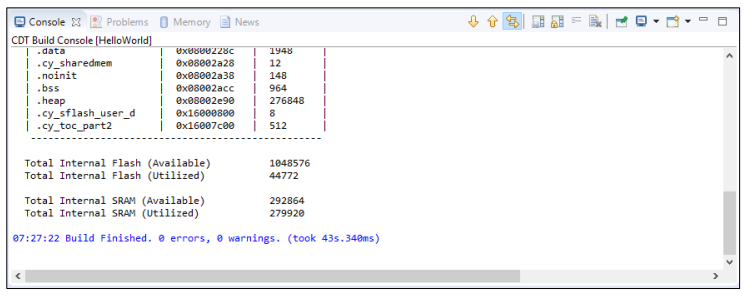 Console Problems Memory News
CDT Build Console [HelloWorld]
| .data | 0x0800228c | 1948 |
| .cy_sharedmem | 0x08002a28 | 12 |
| .noinit | 0x08002a38 | 148 |
| .bss | 0x08002acc | 964 |
| .heap | 0x08002e90 | 276848 |
| .cy_sflash_user_d | 0x16000800 | 8 |
| .cy_toc_part2 | 0x16007c00 | 512 |
-------------------------------------------------
Total Internal Flash (Available) 1048576
Total Internal Flash (Utilized) 44772
Total Internal SRAM (Available) 292864
Total Internal SRAM (Utilized) 279920
07:27:22 Build Finished. 0 errors, 0 warnings. (took 43s.340ms)